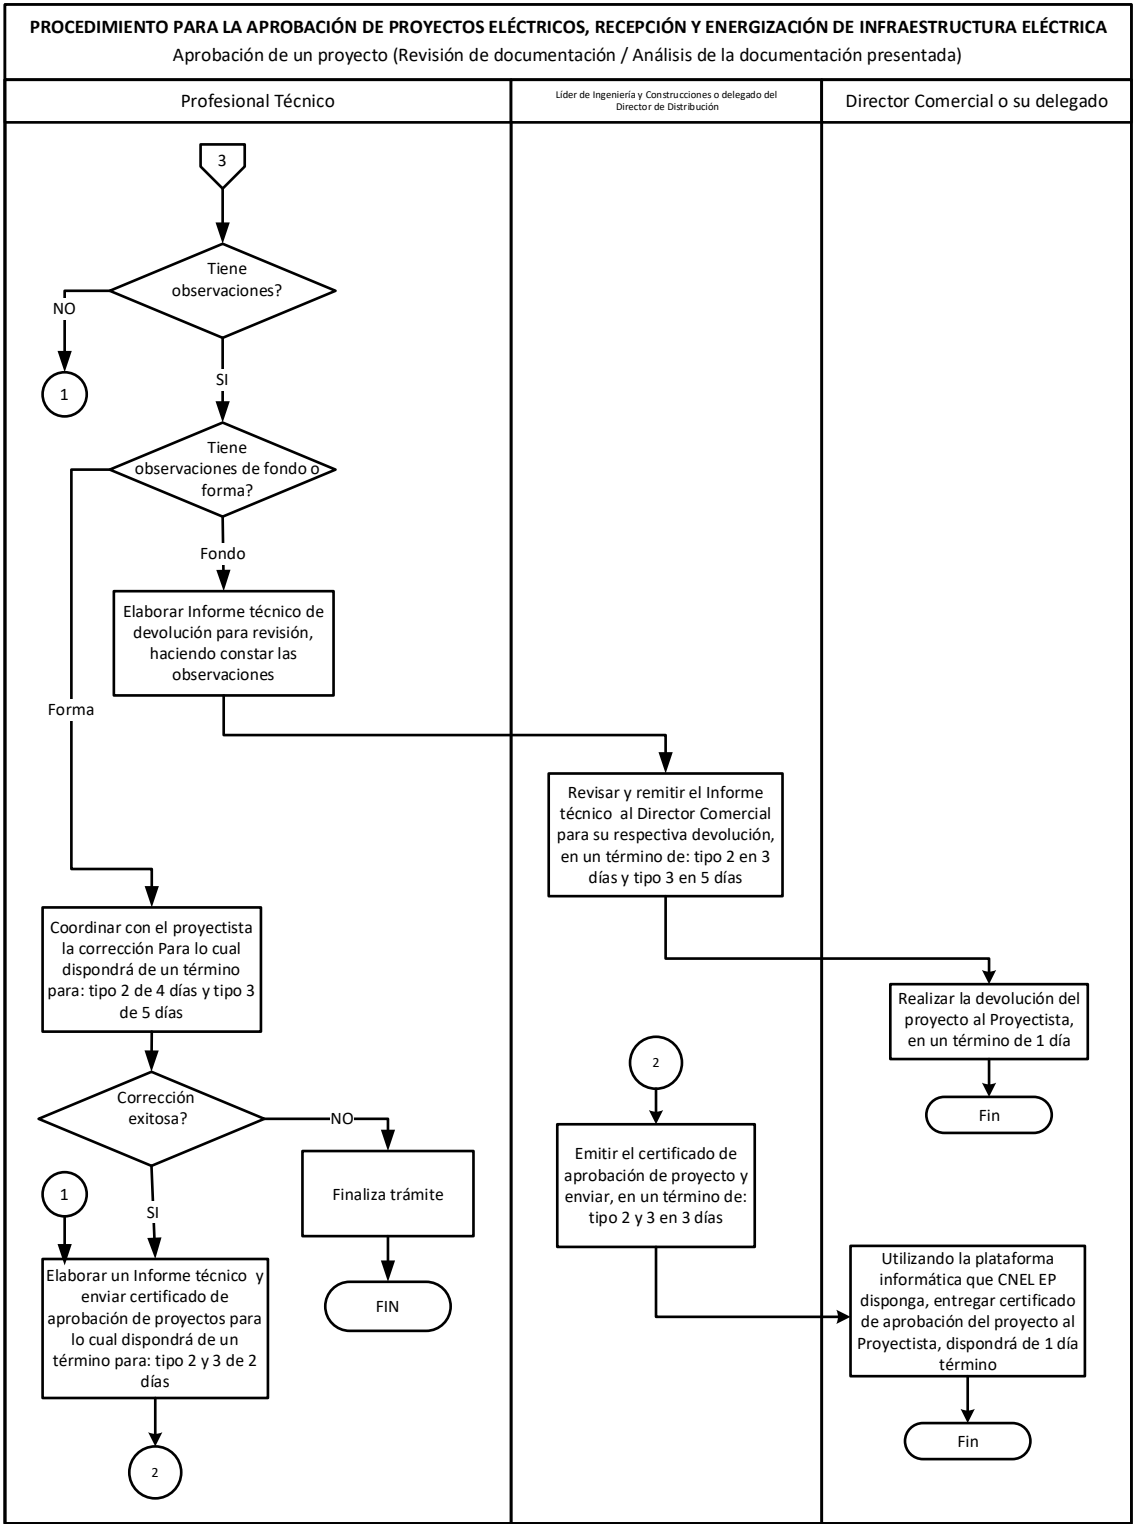 PROCEDIMIENTO PARA LA APROBACIÓN DE PROYECTOS ELÉCTRICOS, RECEPCIÓN Y ENERGIZACIÓN DE INFRAESTRUCTURA ELÉCTRICA
Aprobación de un proyecto (Revisión de documentación / Análisis de la documentación presentada)
Profesional Técnico
Líder de Ingeniería y Construcciones o delegado del
Director de Distribución
Director Comercial o su delegado
3
Tiene
observaciones?
NO
1
SI
Tiene
observaciones de fondo o
forma?
Fondo
Elaborar Informe técnico de
devolución para revisión,
haciendo constar las
observaciones
Forma
Revisar y remitir el Informe
técnico al Director Comercial
para su respectiva devolución,
en un término de: tipo 2 en 3
días y tipo 3 en 5 días
Coordinar con el proyectista
la corrección Para lo cual
dispondrá de un término
para: tipo 2 de 4 días y tipo 3
de 5 días
Realizar la devolución del
proyecto al Proyectista,
en un término de 1 día
Fin
Corrección
exitosa?
NO
Finaliza trámite
FIN
SI
1
Elaborar un Informe técnico y
enviar certificado de
aprobación de proyectos para
lo cual dispondrá de un
término para: tipo 2 y 3 de 2
días
2
2
Emitir el certificado de
aprobación de proyecto y
enviar, en un término de:
tipo 2 y 3 en 3 días
Utilizando la plataforma
informática que CNEL EP
disponga, entregar certificado
de aprobación del proyecto al
Proyectista, dispondrá de 1 día
término
Fin